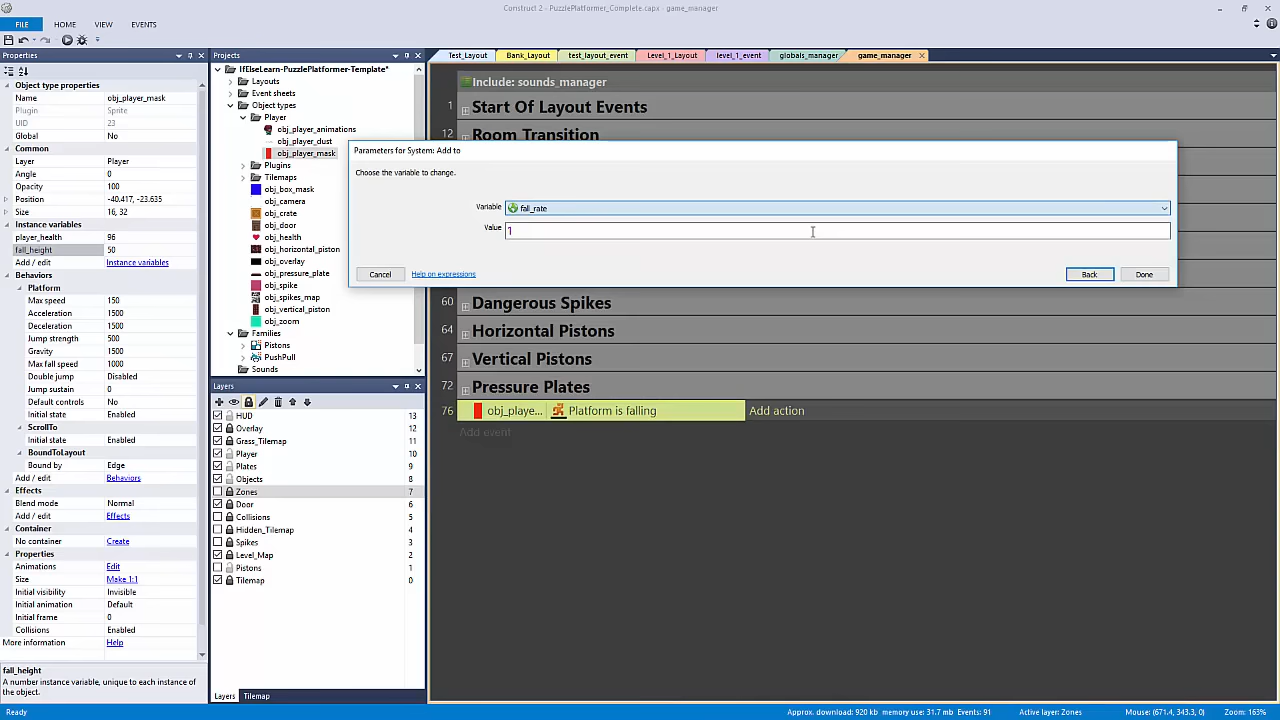 Construct 2 - PuzzlePlatformer_Complete.capx - game_manager
FILE HOME VIEW EVENTS
Properties
Object type properties
Name obj_player_mask
Plugin Sprite
UID 23
Global No
Common
Layer Player
Angle 0
Opacity 100
Position -40.417, -23.635
Size 16, 32
Instance variables
player_health 96
fall_height 50
Add / edit Instance variables
Behaviors
Platform
Max speed 150
Acceleration 1500
Deceleration 1500
Jump strength 500
Gravity 1500
Max fall speed 1000
Double jump Disabled
Jump sustain 0
Default controls No
Initial state Enabled
ScrollTo
Initial state Enabled
BoundToLayout
Bound by Edge
Add / edit Behaviors
Effects
Blend mode Normal
Add / edit Effects
Container
No container Create
Properties
Animations Edit
Size Make 1:1
Initial visibility Invisible
Initial animation Default
Initial frame 0
Collisions Enabled
More information Help
fall_height
A number instance variable, unique to each instance of
the object.
Projects
IfElseLearn-PuzzlePlatformer-Template*
Layouts
Event sheets
Object types
Player
obj_player_animations
obj_player_dust
obj_player_mask
Plugins
Tilemaps
obj_box_mask
obj_camera
obj_crate
obj_door
obj_health
obj_horizontal_piston
obj_overlay
obj_pressure_plate
obj_spike
obj_spikes_map
obj_vertical_piston
obj_zoom
Families
Pistons
PushPull
Sounds
Layers
HUD 13
Overlay 12
Grass_Tilemap 11
Player 10
Plates 9
Objects 8
Zones 7
Door 6
Collisions 5
Hidden_Tilemap 4
Spikes 3
Level_Map 2
Pistons 1
Tilemap 0
Layers Tilemap
Test_Layout Bank_Layout test_layout_event Level_1_Layout level_1_event globals_manager game_manager
Include: sounds_manager
1 Start Of Layout Events
12 Room Transition
Parameters for System: Add to
Choose the variable to change.
Variable fall_rate
Value 1
Cancel Help on expressions Back Done
60 Dangerous Spikes
64 Horizontal Pistons
67 Vertical Pistons
72 Pressure Plates
76 obj_playe... Platform is falling Add action
Add event
Ready Approx. download: 920 kb memory use: 31.7 mb Events: 91 Active layer: Zones Mouse: (671.4, 343.3, 0) Zoom: 163%